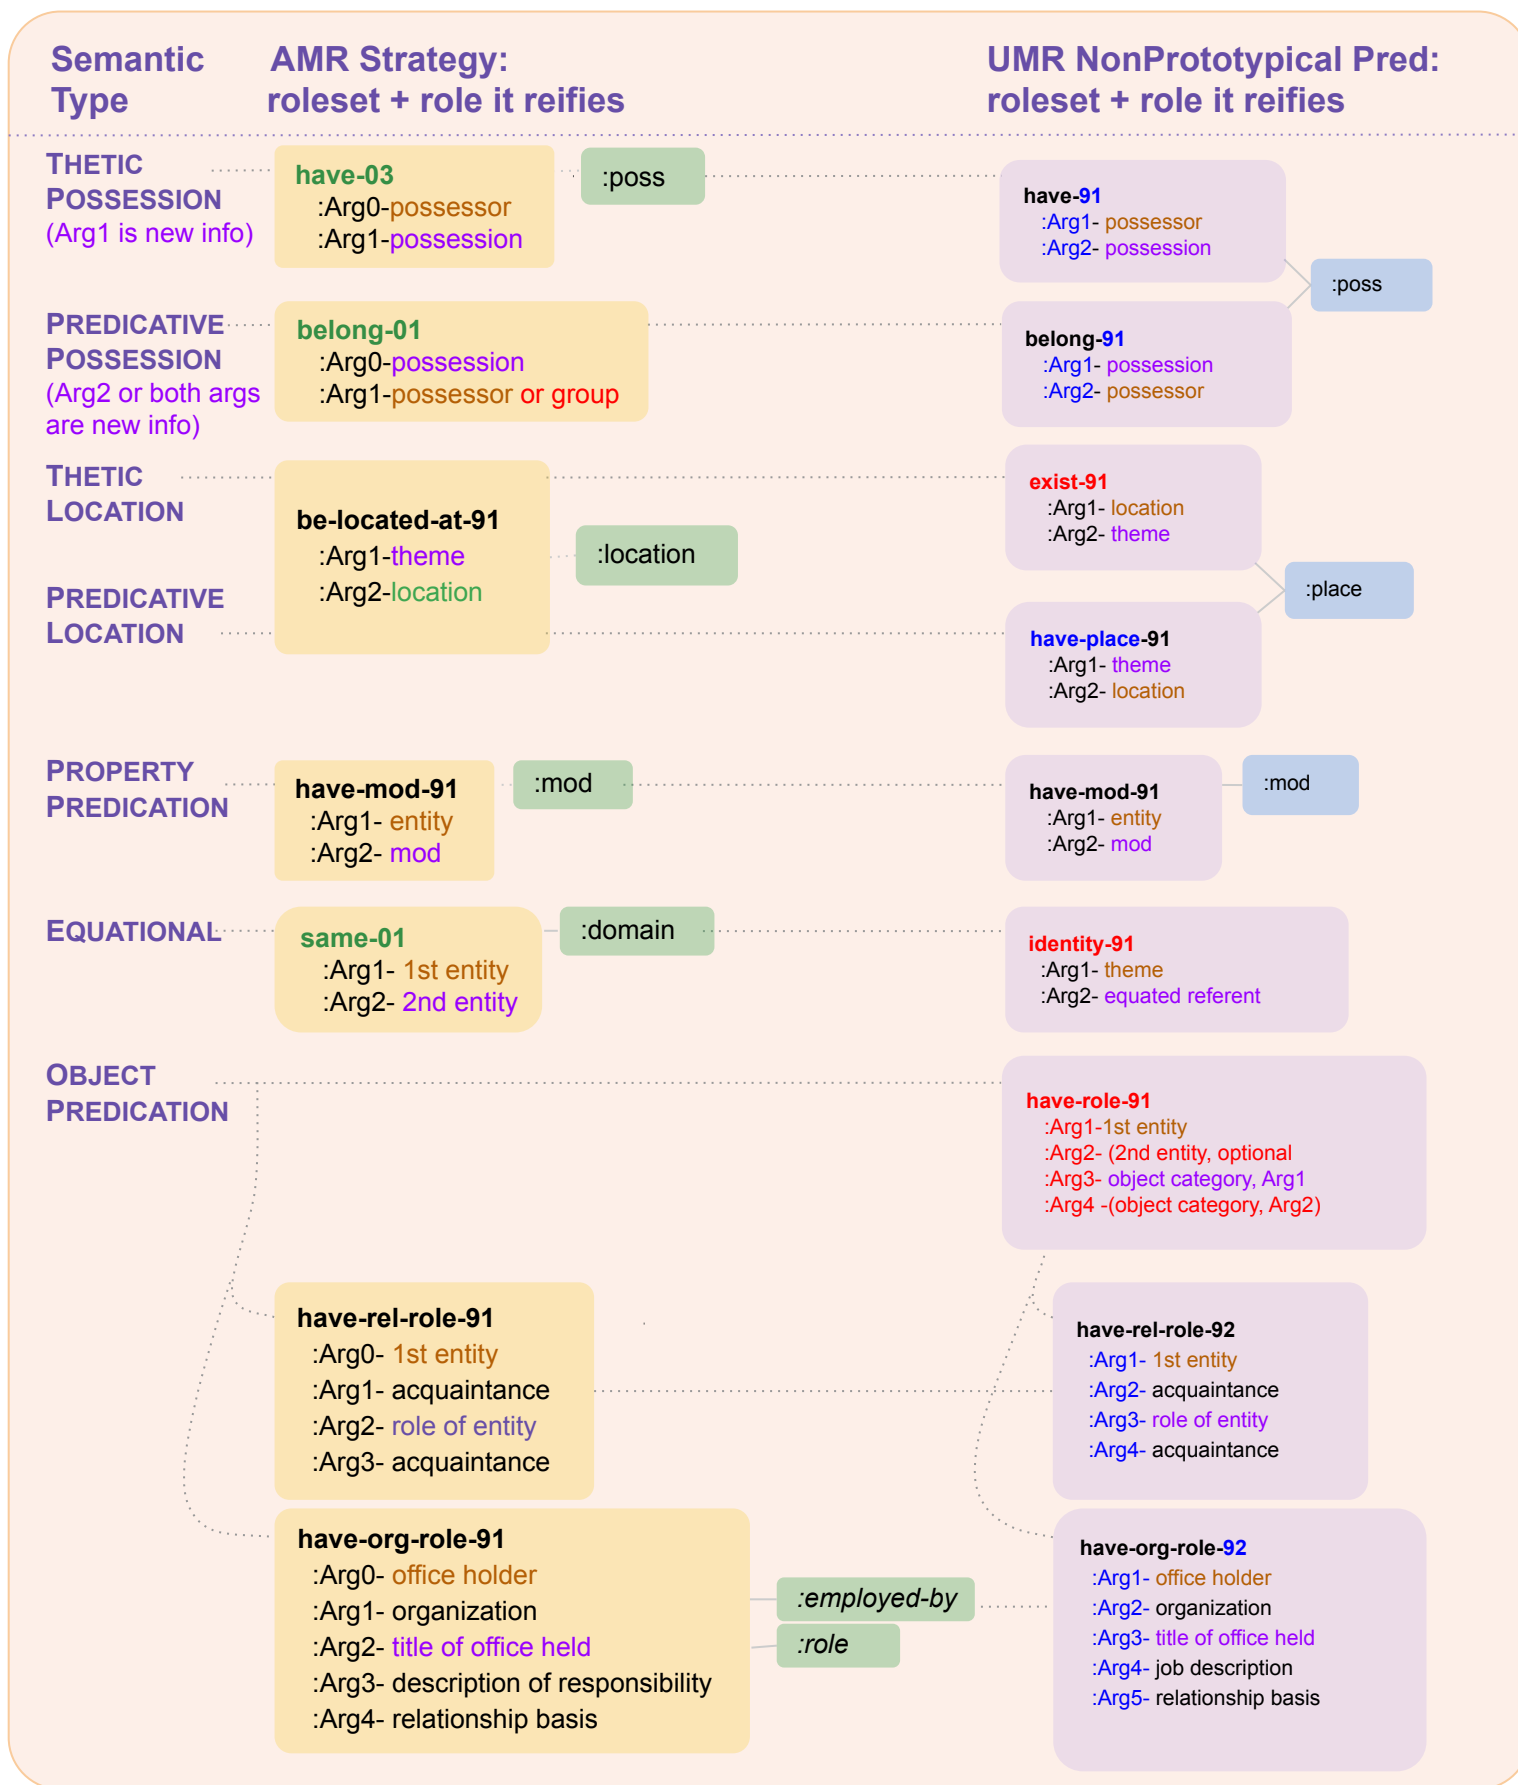 Semantic Type
AMR Strategy:
roleset + role it reifies
UMR NonPrototypical Pred:
roleset + role it reifies
THETIC
POSSESSION
(Arg1 is new info)
have-03
:Arg0-possessor
:Arg1-possession
:poss
have-91
:Arg1- possessor
:Arg2- possession
:poss
PREDICATIVE
POSSESSION
(Arg2 or both args
are new info)
belong-01
:Arg0-possession
:Arg1-possessor or group
belong-91
:Arg1- possession
:Arg2- possessor
THETIC
LOCATION
PREDICATIVE
LOCATION
be-located-at-91
:Arg1-theme
:Arg2-location
:location
exist-91
:Arg1- location
:Arg2- theme
:place
have-place-91
:Arg1- theme
:Arg2- location
PROPERTY
PREDICATION
have-mod-91
:Arg1- entity
:Arg2- mod
:mod
have-mod-91
:Arg1- entity
:Arg2- mod
:mod
EQUATIONAL
same-01
:Arg1- 1st entity
:Arg2- 2nd entity
:domain
identity-91
:Arg1- theme
:Arg2- equated referent
OBJECT
PREDICATION
have-role-91
:Arg1-1st entity
:Arg2- (2nd entity, optional
:Arg3- object category, Arg1
:Arg4 -(object category, Arg2)
have-rel-role-91
:Arg0- 1st entity
:Arg1- acquaintance
:Arg2- role of entity
:Arg3- acquaintance
have-rel-role-92
:Arg1- 1st entity
:Arg2- acquaintance
:Arg3- role of entity
:Arg4- acquaintance
have-org-role-91
:Arg0- office holder
:Arg1- organization
:Arg2- title of office held
:Arg3- description of responsibility
:Arg4- relationship basis
:employed-by
:role
have-org-role-92
:Arg1- office holder
:Arg2- organization
:Arg3- title of office held
:Arg4- job description
:Arg5- relationship basis